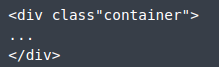 <div class"container">
...
</div>